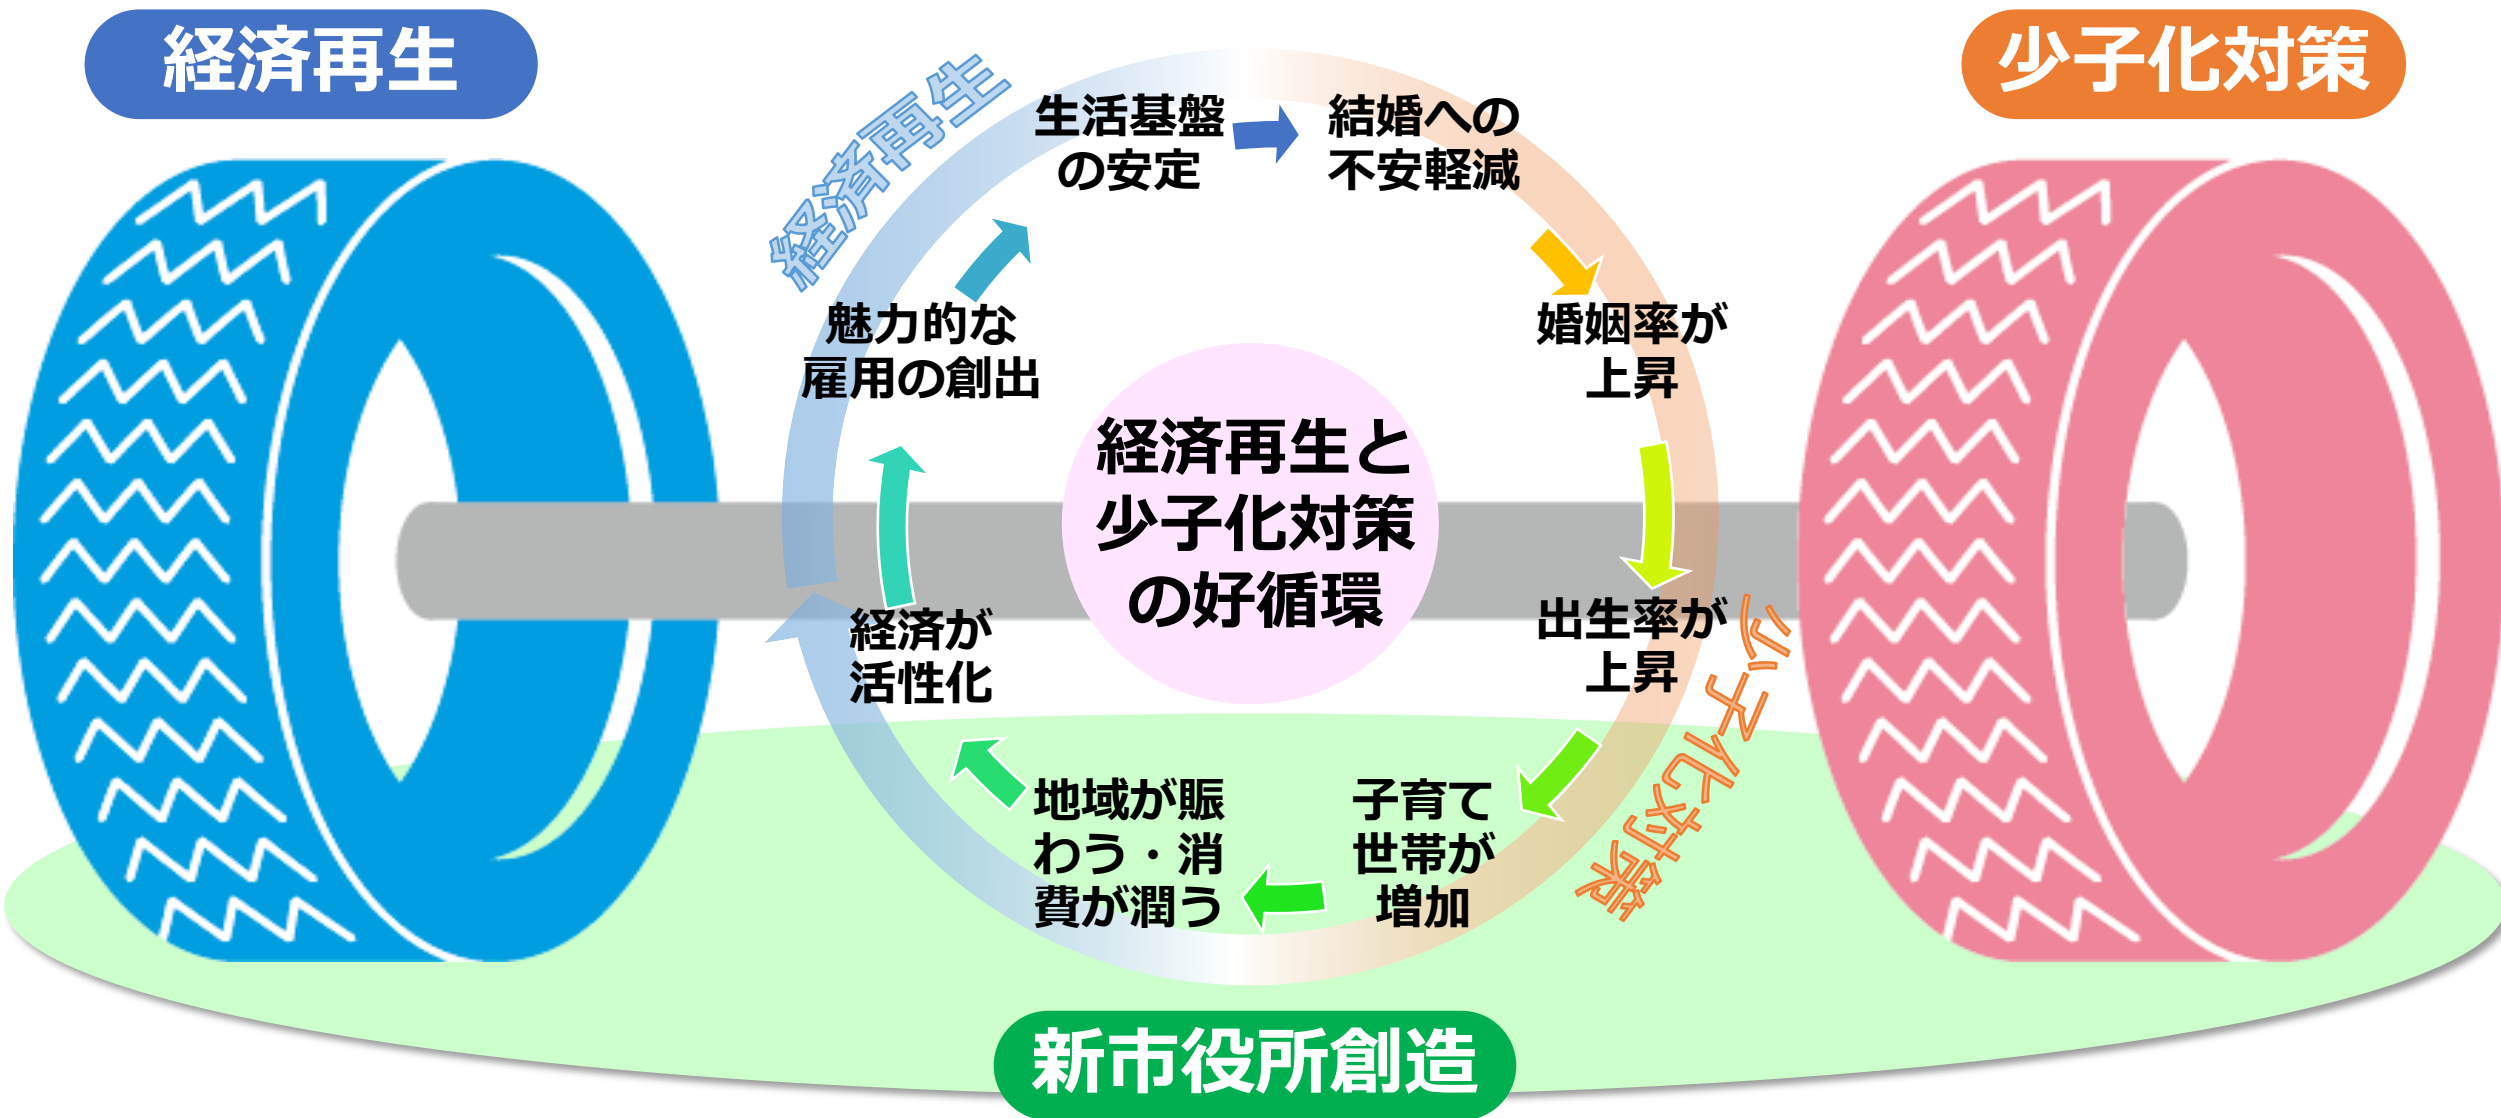 経済再生
少子化対策
経済再生
生活基盤
の安定
結婚への
不安軽減
婚姻率が
上昇
出生率が
上昇
少子化対策
子育て
世帯が
増加
地域が賑
わう・消
費が潤う
経済が
活性化
魅力的な
雇用の創出
経済再生と
少子化対策
の好循環
新市役所創造